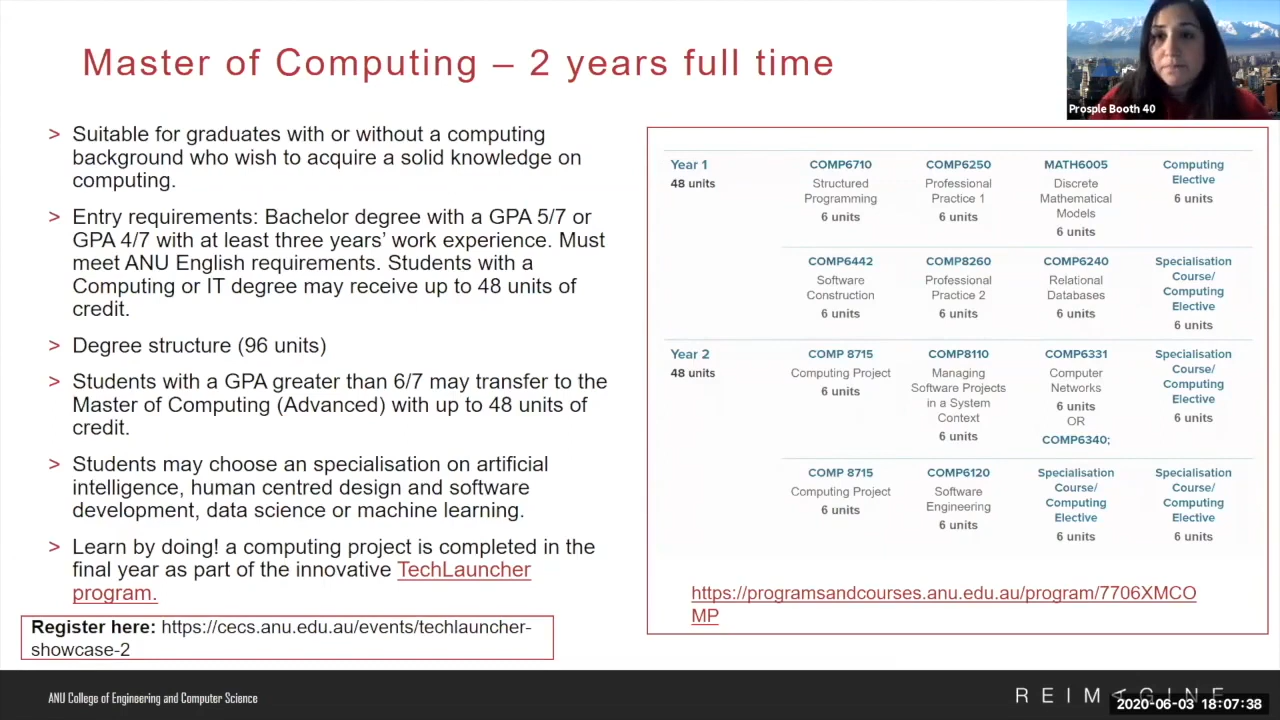 Master of Computing – 2 years full time
Prosple Booth 40
> Suitable for graduates with or without a computing
background who wish to acquire a solid knowledge on
computing.
> Entry requirements: Bachelor degree with a GPA 5/7 or
GPA 4/7 with at least three years’ work experience. Must
meet ANU English requirements. Students with a
Computing or IT degree may receive up to 48 units of
credit.
> Degree structure (96 units)
> Students with a GPA greater than 6/7 may transfer to the
Master of Computing (Advanced) with up to 48 units of
credit.
> Students may choose an specialisation on artificial
intelligence, human centred design and software
development, data science or machine learning.
> Learn by doing! a computing project is completed in the
final year as part of the innovative TechLauncher
program.
Register here: https://cecs.anu.edu.au/events/techlauncher-
showcase-2
Year 1
48 units
COMP6710
Structured
Programming
6 units
COMP6250
Professional
Practice 1
6 units
MATH6005
Discrete
Mathematical
Models
6 units
Computing
Elective
6 units
COMP6442
Software
Construction
6 units
COMP8260
Professional
Practice 2
6 units
COMP6240
Relational
Databases
6 units
Specialisation
Course/
Computing
Elective
6 units
Year 2
48 units
COMP 8715
Computing Project
6 units
COMP8110
Managing
Software Projects
in a System
Context
6 units
COMP6331
Computer
Networks
6 units
OR
COMP6340;
Specialisation
Course/
Computing
Elective
6 units
COMP 8715
Computing Project
6 units
COMP6120
Software
Engineering
6 units
Specialisation
Course/
Computing
Elective
6 units
Specialisation
Course/
Computing
Elective
6 units
https://programsandcourses.anu.edu.au/program/7706XMCO
MP
ANU College of Engineering and Computer Science
REIMAGINE
2020-06-03 18:07:38